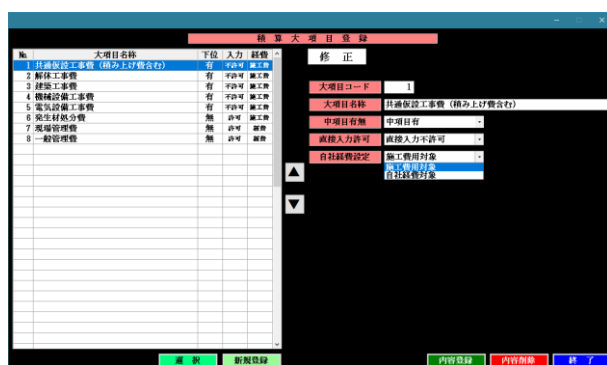 積 算 大 項 目 登 録
№ 大項目名称 下位 入力 経費
1 共通仮設工事費（積み上げ費含む） 有 不許可 施工費
2 解体工事費 有 不許可 施工費
3 建築工事費 有 不許可 施工費
4 機械設備工事費 有 不許可 施工費
5 電気設備工事費 有 不許可 施工費
6 発生材処分費 無 許可 施工費
7 現場管理費 無 許可 経費
8 一般管理費 無 許可 経費
修 正
大項目コード 1
大項目名称 共通仮設工事費（積み上げ費含む）
中項目有無 中項目有
直接入力許可 直接入力不許可
自社経費設定 施工費用対象
施工費用対象
自社経費対象
▲
▼
選 択 新規登録 内容登録 内容削除 終 了